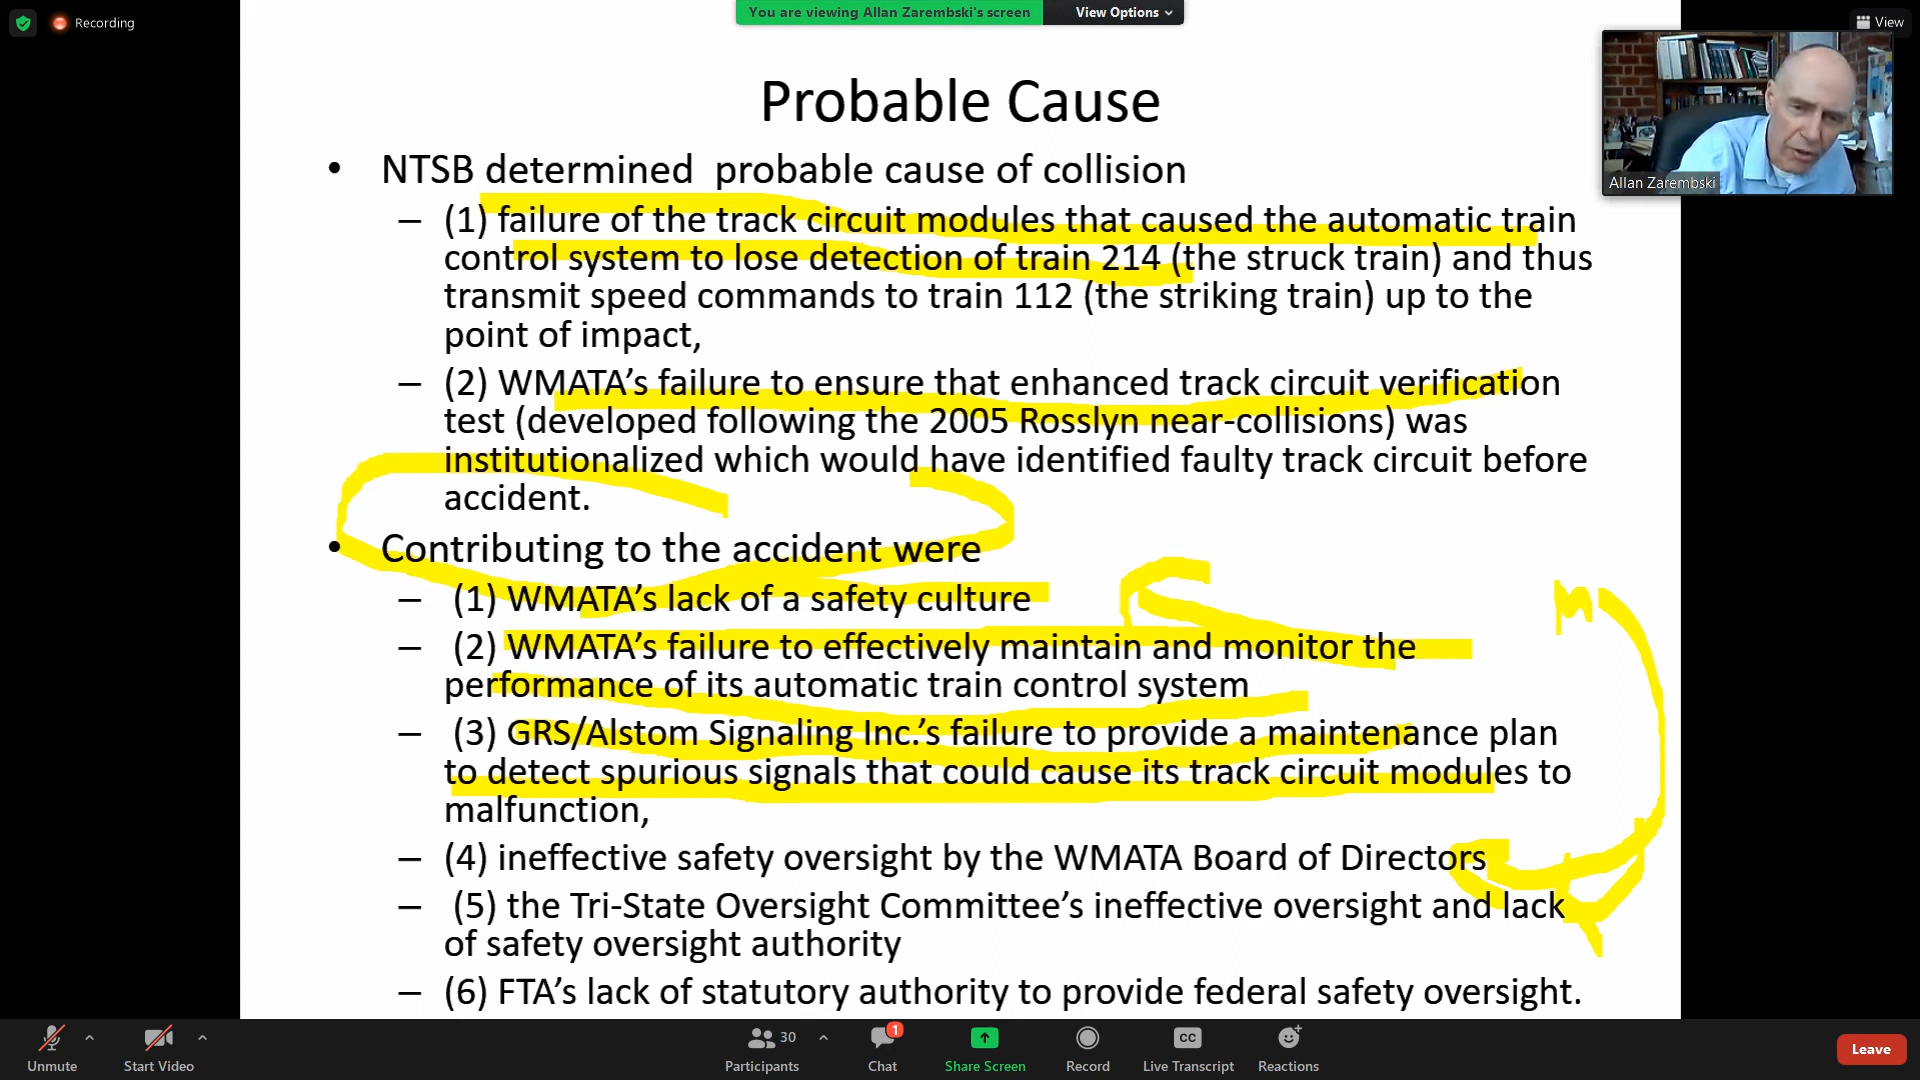 Recording
You are viewing Allan Zarembski's screen
View Options
View
Allan Zarembski
Probable Cause
• NTSB determined  probable cause of collision
– (1) failure of the track circuit modules that caused the automatic train
control system to lose detection of train 214 (the struck train) and thus
transmit speed commands to train 112 (the striking train) up to the
point of impact,
– (2) WMATA’s failure to ensure that enhanced track circuit verification
test (developed following the 2005 Rosslyn near-collisions) was
institutionalized which would have identified faulty track circuit before
accident.
• Contributing to the accident were
– (1) WMATA’s lack of a safety culture
– (2) WMATA’s failure to effectively maintain and monitor the
performance of its automatic train control system
– (3) GRS/Alstom Signaling Inc.’s failure to provide a maintenance plan
to detect spurious signals that could cause its track circuit modules to
malfunction,
– (4) ineffective safety oversight by the WMATA Board of Directors
– (5) the Tri-State Oversight Committee’s ineffective oversight and lack
of safety oversight authority
– (6) FTA’s lack of statutory authority to provide federal safety oversight.
Unmute
Start Video
30
Participants
1
Chat
Share Screen
Record
CC
Live Transcript
Reactions
Leave